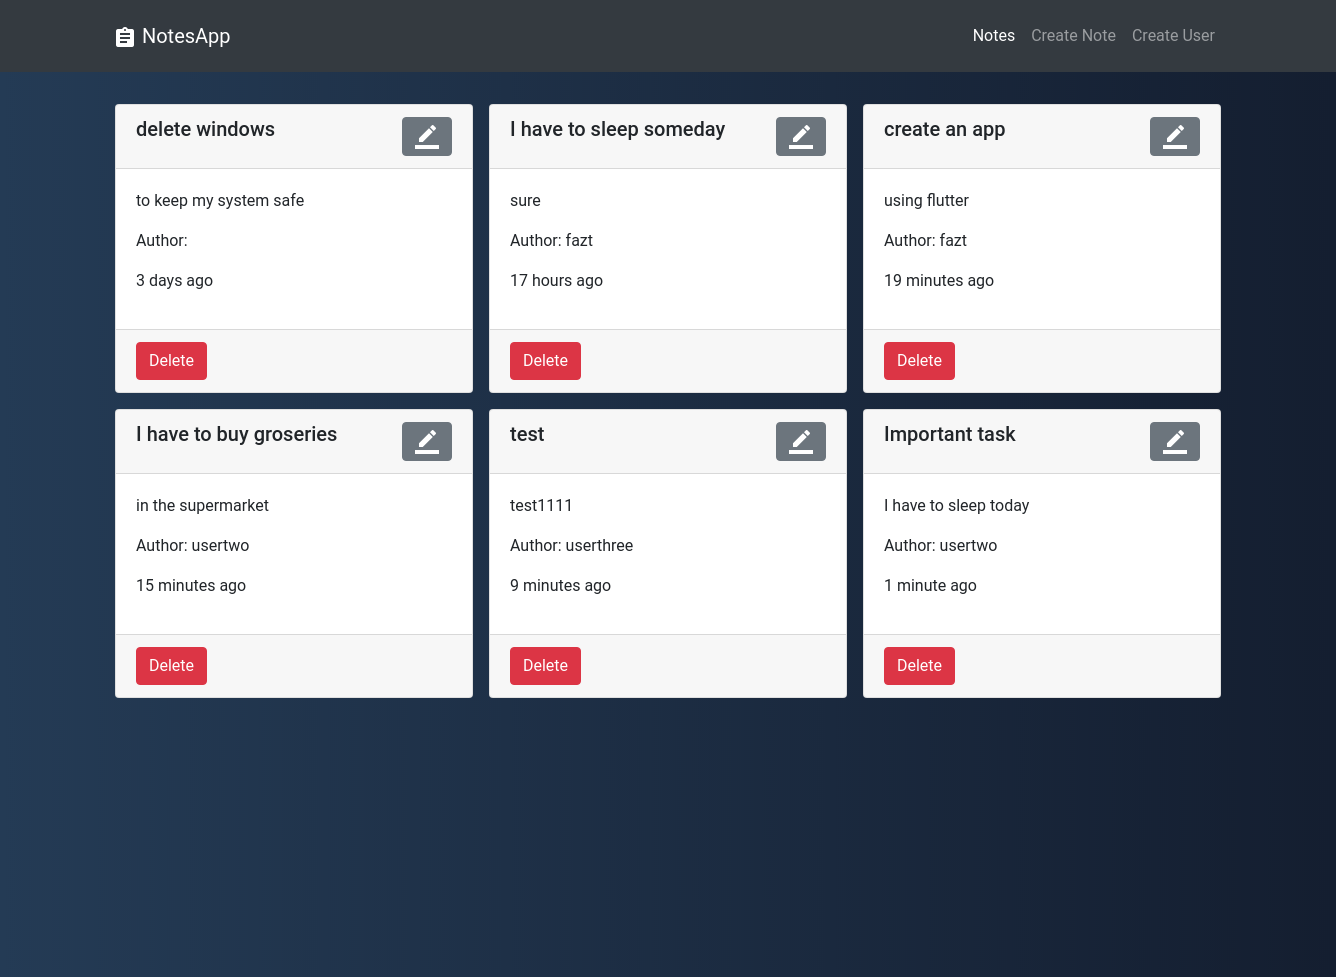 NotesApp
Notes Create Note Create User
delete windows
to keep my system safe
Author:
3 days ago
Delete
I have to sleep someday
sure
Author: fazt
17 hours ago
Delete
create an app
using flutter
Author: fazt
19 minutes ago
Delete
I have to buy groseries
in the supermarket
Author: usertwo
15 minutes ago
Delete
test
test1111
Author: userthree
9 minutes ago
Delete
Important task
I have to sleep today
Author: usertwo
1 minute ago
Delete